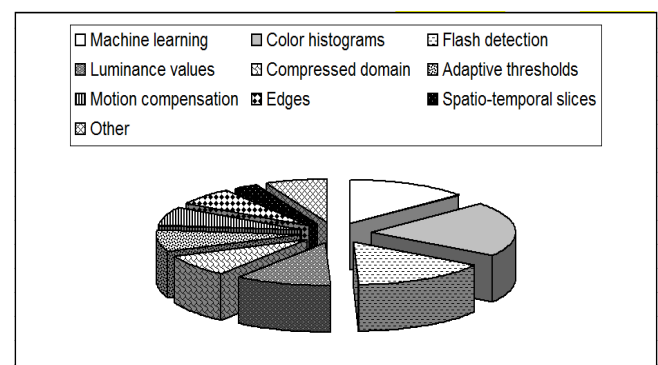 Machine learning Color histograms Flash detection
Luminance values Compressed domain Adaptive thresholds
Motion compensation Edges Spatio-temporal slices
Other